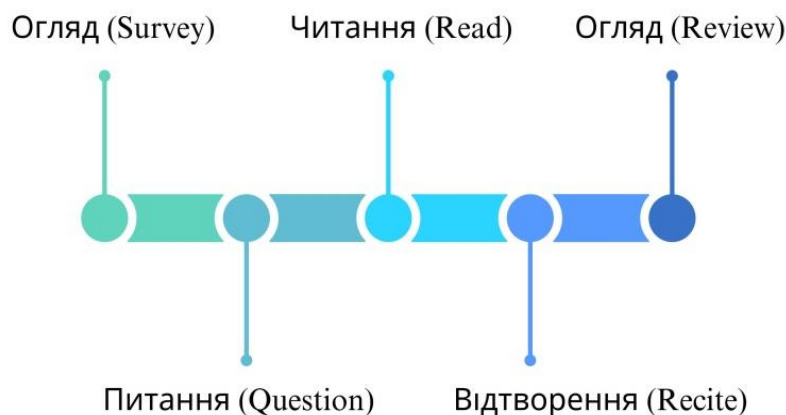 Огляд (Survey)
Читання (Read)
Огляд (Review)
Питання (Question)
Відтворення (Recite)